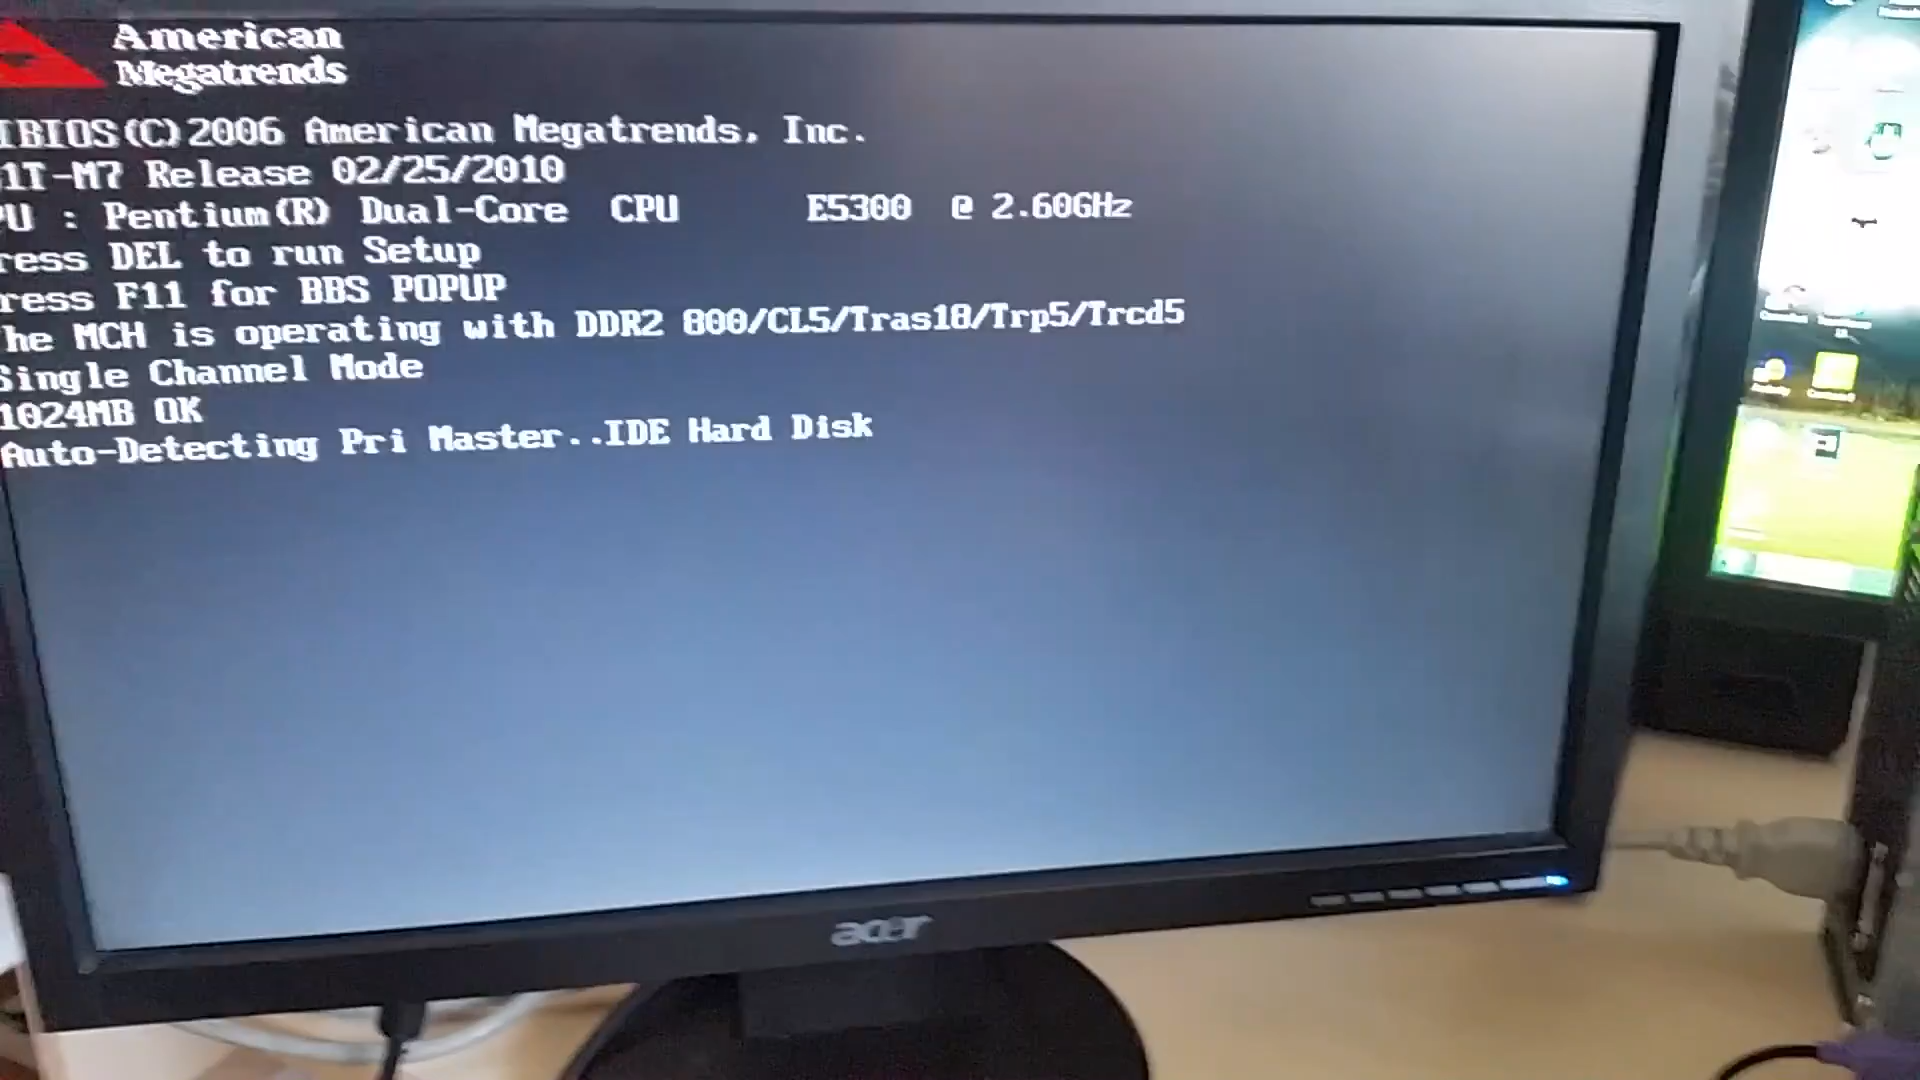 American
Megatrends
IBIOS(C)2006 American Megatrends, Inc.
1T-M7 Release 02/25/2010
PU : Pentium(R) Dual-Core CPU E5300 @ 2.60GHz
ress DEL to run Setup
ress F11 for BBS POPUP
he MCH is operating with DDR2 800/CL5/Tras18/Trp5/Trcd5
Single Channel Mode
1024MB OK
Auto-Detecting Pri Master..IDE Hard Disk
acer